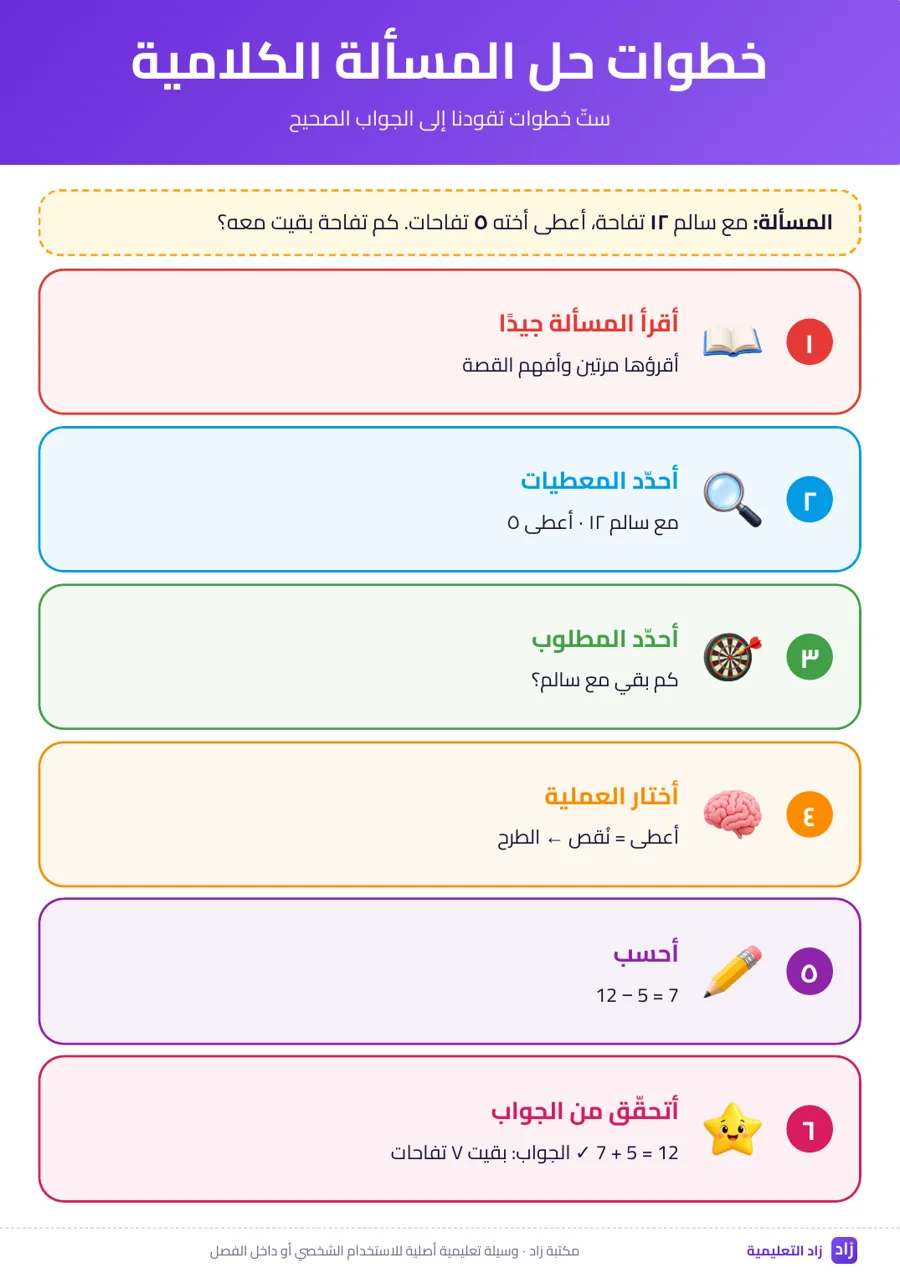 خطوات حل المسألة الكلامية
ستّ خطوات تقودنا إلى الجواب الصحيح
المسألة: مع سالم ١٢ تفاحة، أعطى أخته ٥ تفاحات. كم تفاحة بقيت معه؟
١
أقرأ المسألة جيدًا
أقرؤها مرتين وأفهم القصة
٢
أحدّد المعطيات
مع سالم ١٢ · أعطى ٥
٣
أحدّد المطلوب
كم بقي مع سالم؟
٤
أختار العملية
أعطى = نُقص ← الطرح
٥
أحسب
12 − 5 = 7
٦
أتحقّق من الجواب
7 + 5 = 12 ✓ الجواب: بقيت ٧ تفاحات
زاد
زاد التعليمية
مكتبة زاد · وسيلة تعليمية أصلية للاستخدام الشخصي أو داخل الفصل